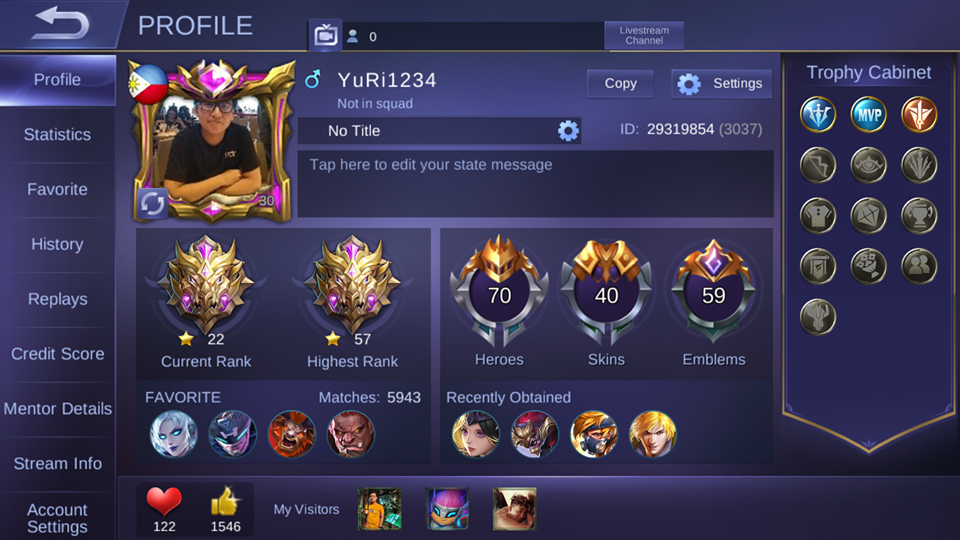 PROFILE
0
Livestream
Channel
Profile
Statistics
Favorite
History
Replays
Credit Score
Mentor Details
Stream Info
Account
Settings
30
YuRi1234
Not in squad
Copy
Settings
No Title
ID: 29319854 (3037)
Tap here to edit your state message
22
Current Rank
57
Highest Rank
70
Heroes
40
Skins
59
Emblems
FAVORITE
Matches: 5943
Recently Obtained
122
1546
My Visitors
Trophy Cabinet
MVP